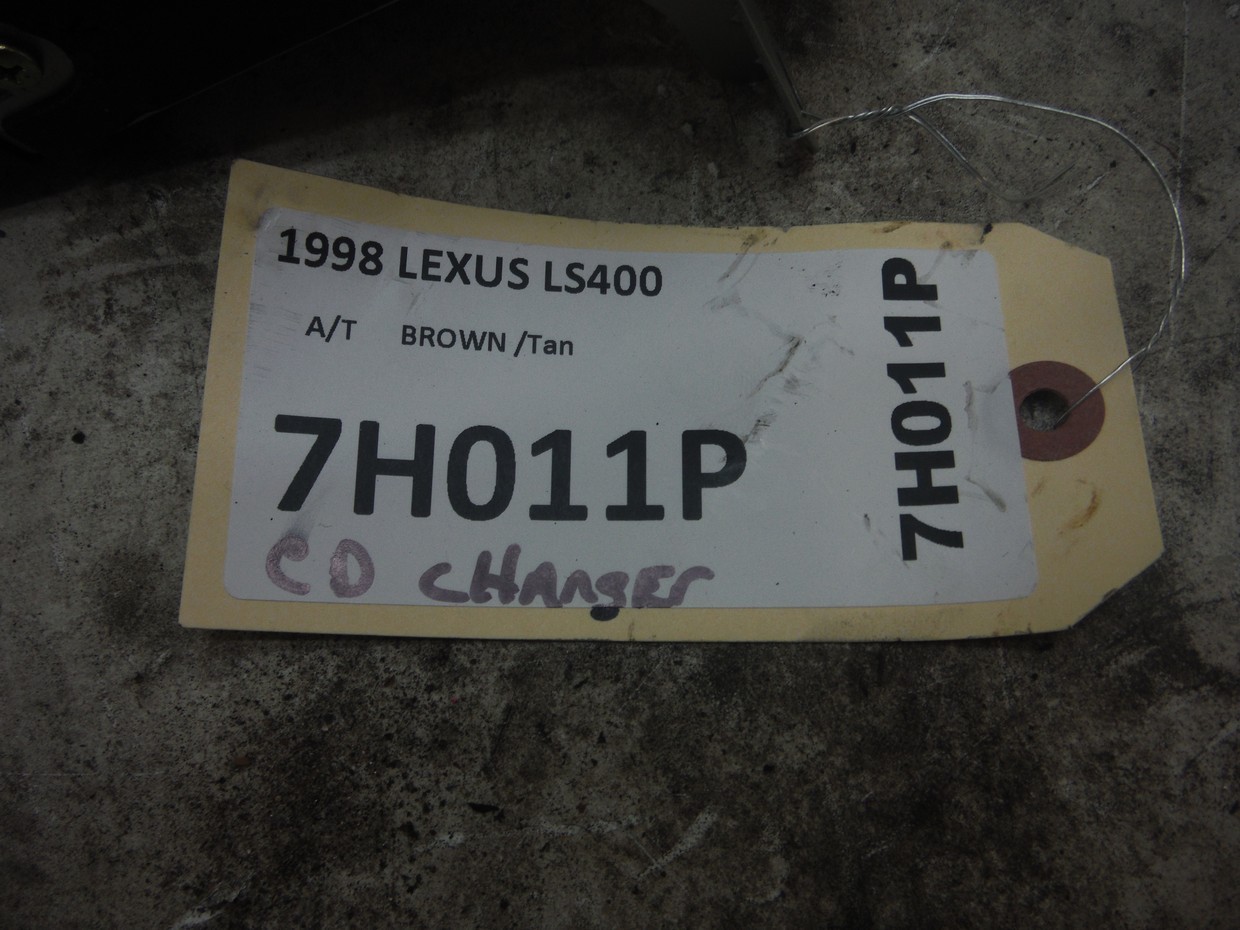 1998 LEXUS LS400
A/T BROWN /Tan
7H011P
CD CHANGER
7H011P